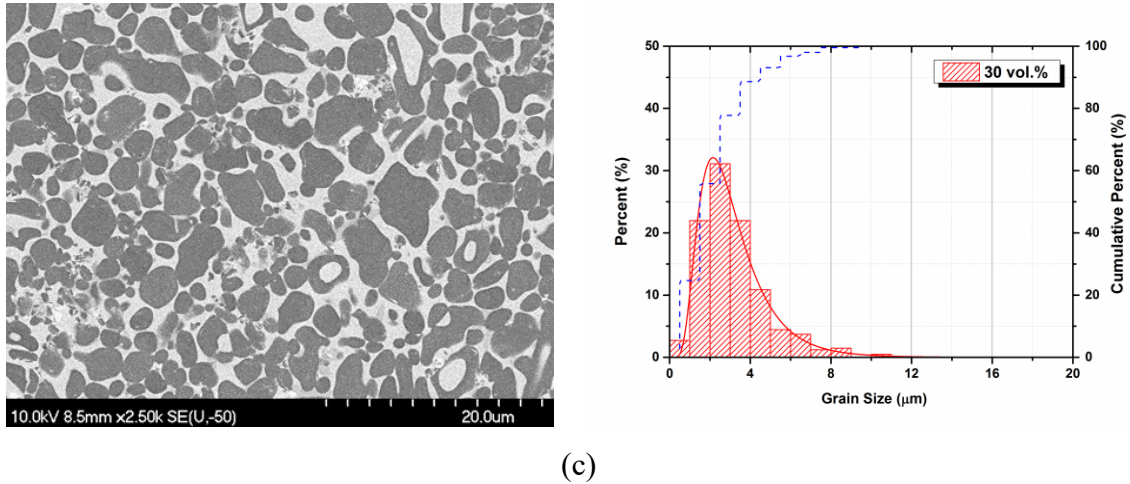 10.0kV 8.5mm x2.50k SE(U,-50) 20.0um
50
40
30
20
10
0
Percent (%)
0 4 8 12 16 20
Grain Size (μm)
30 vol.%
100
80
60
40
20
0
Cumulative Percent (%)
(c)